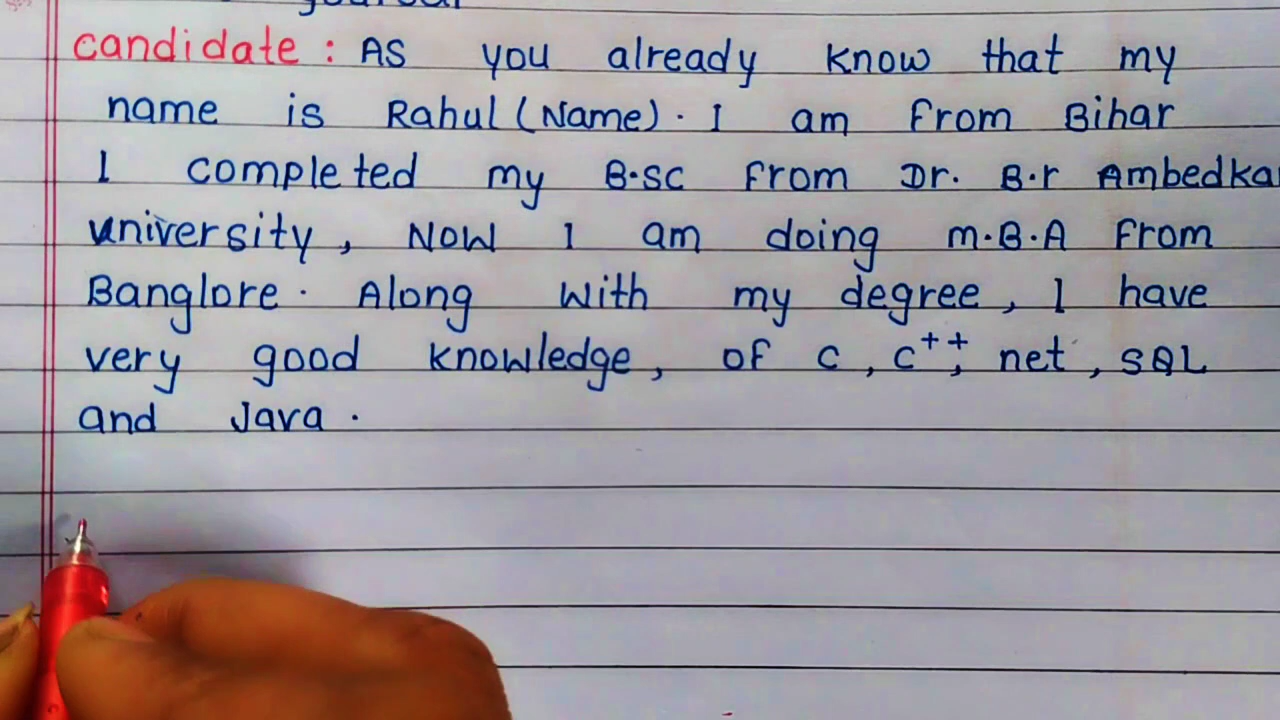 candidate : As you already know that my
name is Rahul (Name). I am from Bihar
I completed my B.sc from Dr. B.r Ambedka
university, Now I am doing m.B.A from
Banglore. Along with my degree, I have
very good knowledge, of c, c++, net, SQL
and Java.